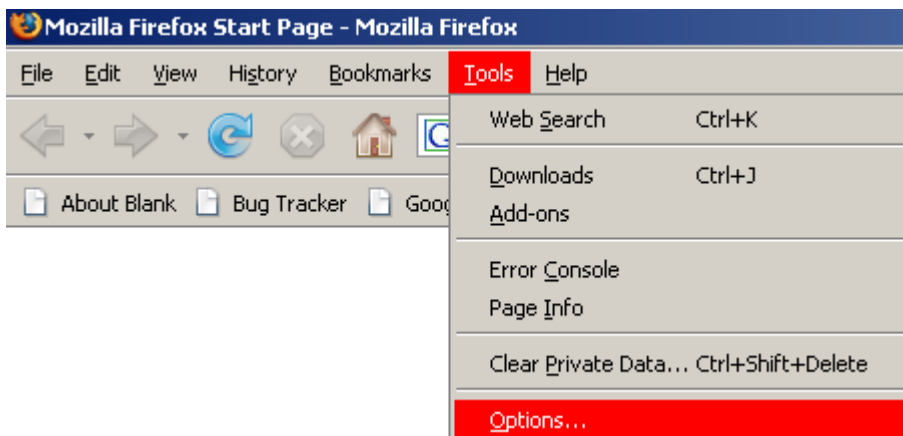 Mozilla Firefox Start Page - Mozilla Firefox
File Edit View History Bookmarks Tools Help
Web Search Ctrl+K
Downloads Ctrl+J
About Blank Bug Tracker Goog
Add-ons
Error Console
Page Info
Clear Private Data... Ctrl+Shift+Delete
Options...